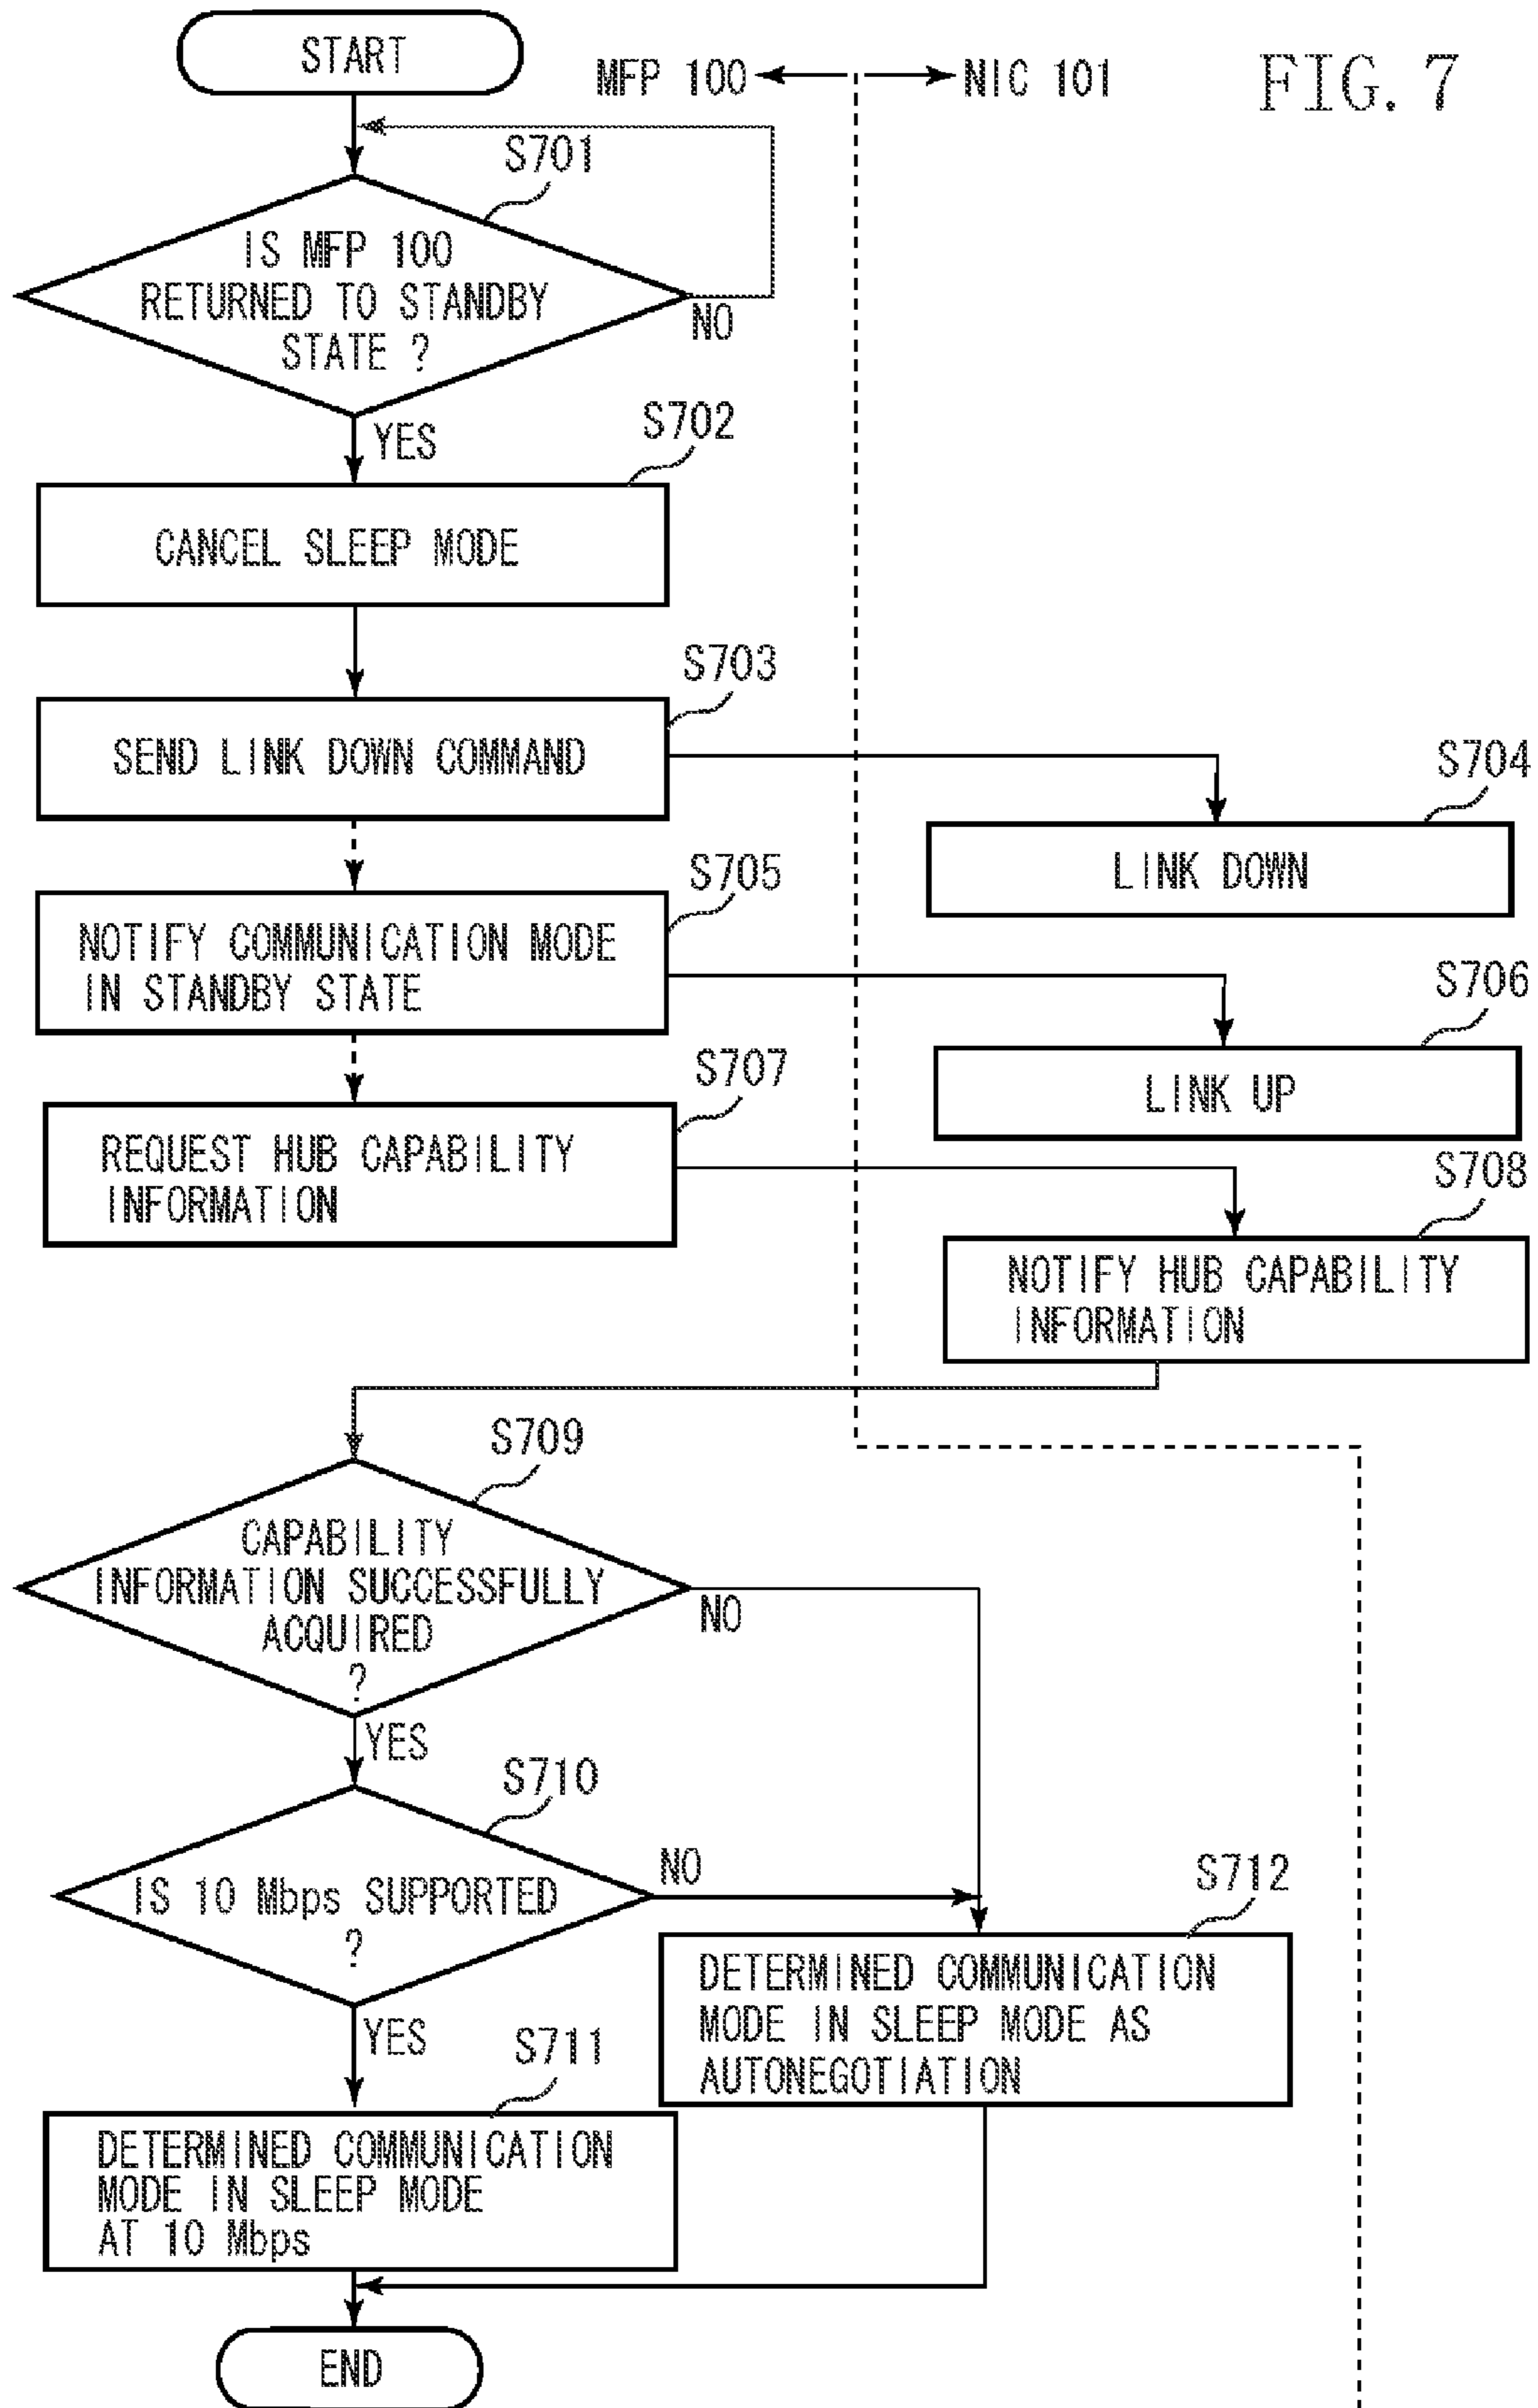 START
MFP 100
NIC 101
FIG. 7
S701
IS MFP 100
RETURNED TO STANDBY
STATE ?
NO
YES
S702
CANCEL SLEEP MODE
S703
SEND LINK DOWN COMMAND
S704
LINK DOWN
S705
NOTIFY COMMUNICATION MODE
IN STANDBY STATE
S706
LINK UP
S707
REQUEST HUB CAPABILITY
INFORMATION
S708
NOTIFY HUB CAPABILITY
INFORMATION
S709
CAPABILITY
INFORMATION SUCCESSFULLY
ACQUIRED
?
NO
YES
S710
IS 10 Mbps SUPPORTED
?
NO
YES
S712
DETERMINED COMMUNICATION
MODE IN SLEEP MODE AS
AUTONEGOTIATION
S711
DETERMINED COMMUNICATION
MODE IN SLEEP MODE
AT 10 Mbps
END